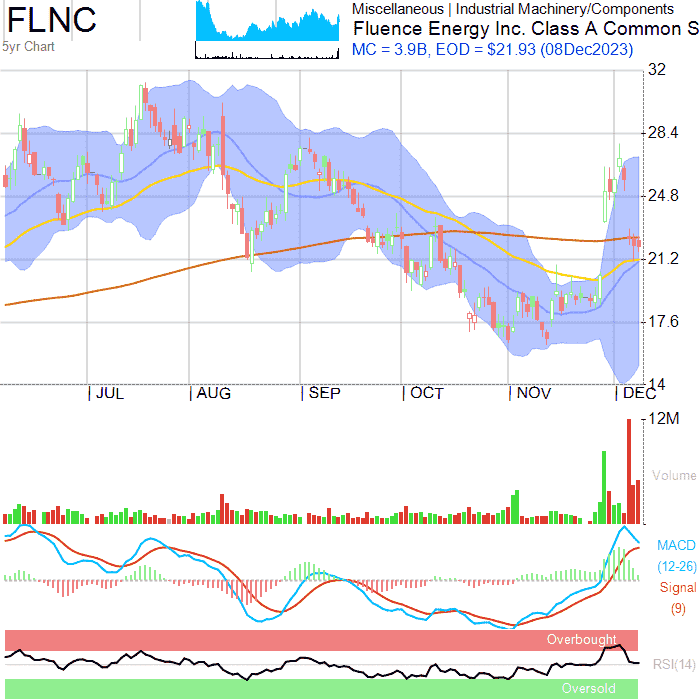 FLNC
5yr Chart
Miscellaneous | Industrial Machinery/Components
Fluence Energy Inc. Class A Common S
MC = 3.9B, EOD = $21.93 (08Dec2023)
32
28.4
24.8
21.2
17.6
14
JUL AUG SEP OCT NOV DEC
12M
Volume
MACD
(12-26)
Signal
(9)
Overbought
RSI(14)
Oversold